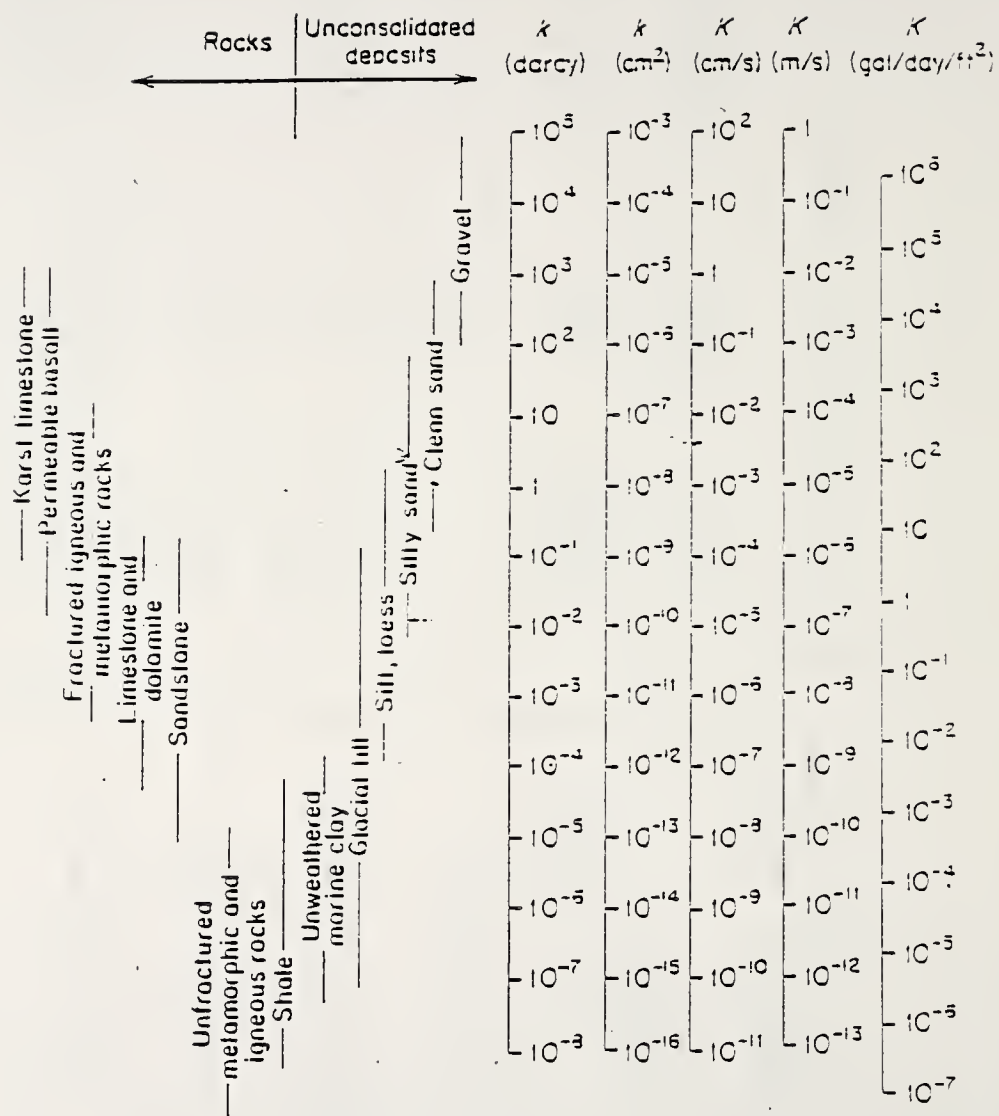 Rocks
Unconsolidated
deposits
k
(darcy)
k
(cm²)
K
(cm/s)
K
(m/s)
K
(gal/day/ft²)
Karst limestone
Permeable basalt
Fractured igneous and
metamorphic rocks
Limestone and
dolomite
Sandstone
Unfractured
metamorphic and
igneous rocks
Shale
Unweathered
marine clay
Glacial till
Silt, loess
Silty sand
Clean sand
Gravel
10⁵
10⁴
10³
10²
10
1
10⁻¹
10⁻²
10⁻³
10⁻⁴
10⁻⁵
10⁻⁶
10⁻⁷
10⁻⁸
10⁻³
10⁻⁴
10⁻⁵
10⁻⁶
10⁻⁷
10⁻⁸
10⁻⁹
10⁻¹⁰
10⁻¹¹
10⁻¹²
10⁻¹³
10⁻¹⁴
10⁻¹⁵
10⁻¹⁶
10²
10
1
10⁻¹
10⁻²
10⁻³
10⁻⁴
10⁻⁵
10⁻⁶
10⁻⁷
10⁻⁸
10⁻⁹
10⁻¹⁰
10⁻¹¹
1
10⁻¹
10⁻²
10⁻³
10⁻⁴
10⁻⁵
10⁻⁶
10⁻⁷
10⁻⁸
10⁻⁹
10⁻¹⁰
10⁻¹¹
10⁻¹²
10⁻¹³
10⁶
10⁵
10⁴
10³
10²
10
1
10⁻¹
10⁻²
10⁻³
10⁻⁴
10⁻⁵
10⁻⁶
10⁻⁷